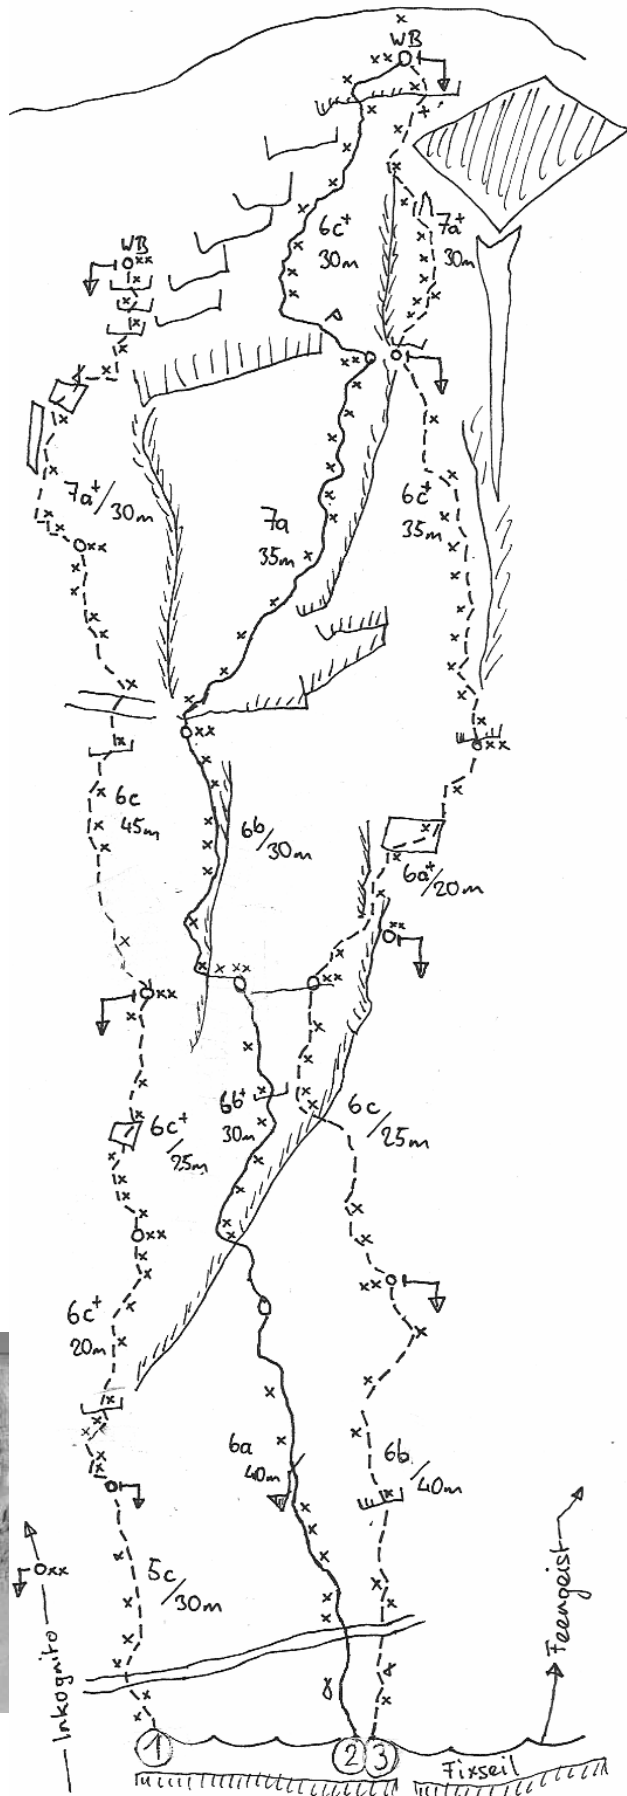 WB
6c+
30m
7a+
30m
WB
7a+/30m
7a
35m
6c+
35m
6c
45m
6b/30m
6a+/20m
6c+/25m
6b+
30m
6c/25m
6c+
20m
6a
40m
6b/40m
5c/30m
Inkognito
Feengeist
1
2
3
Fixseil